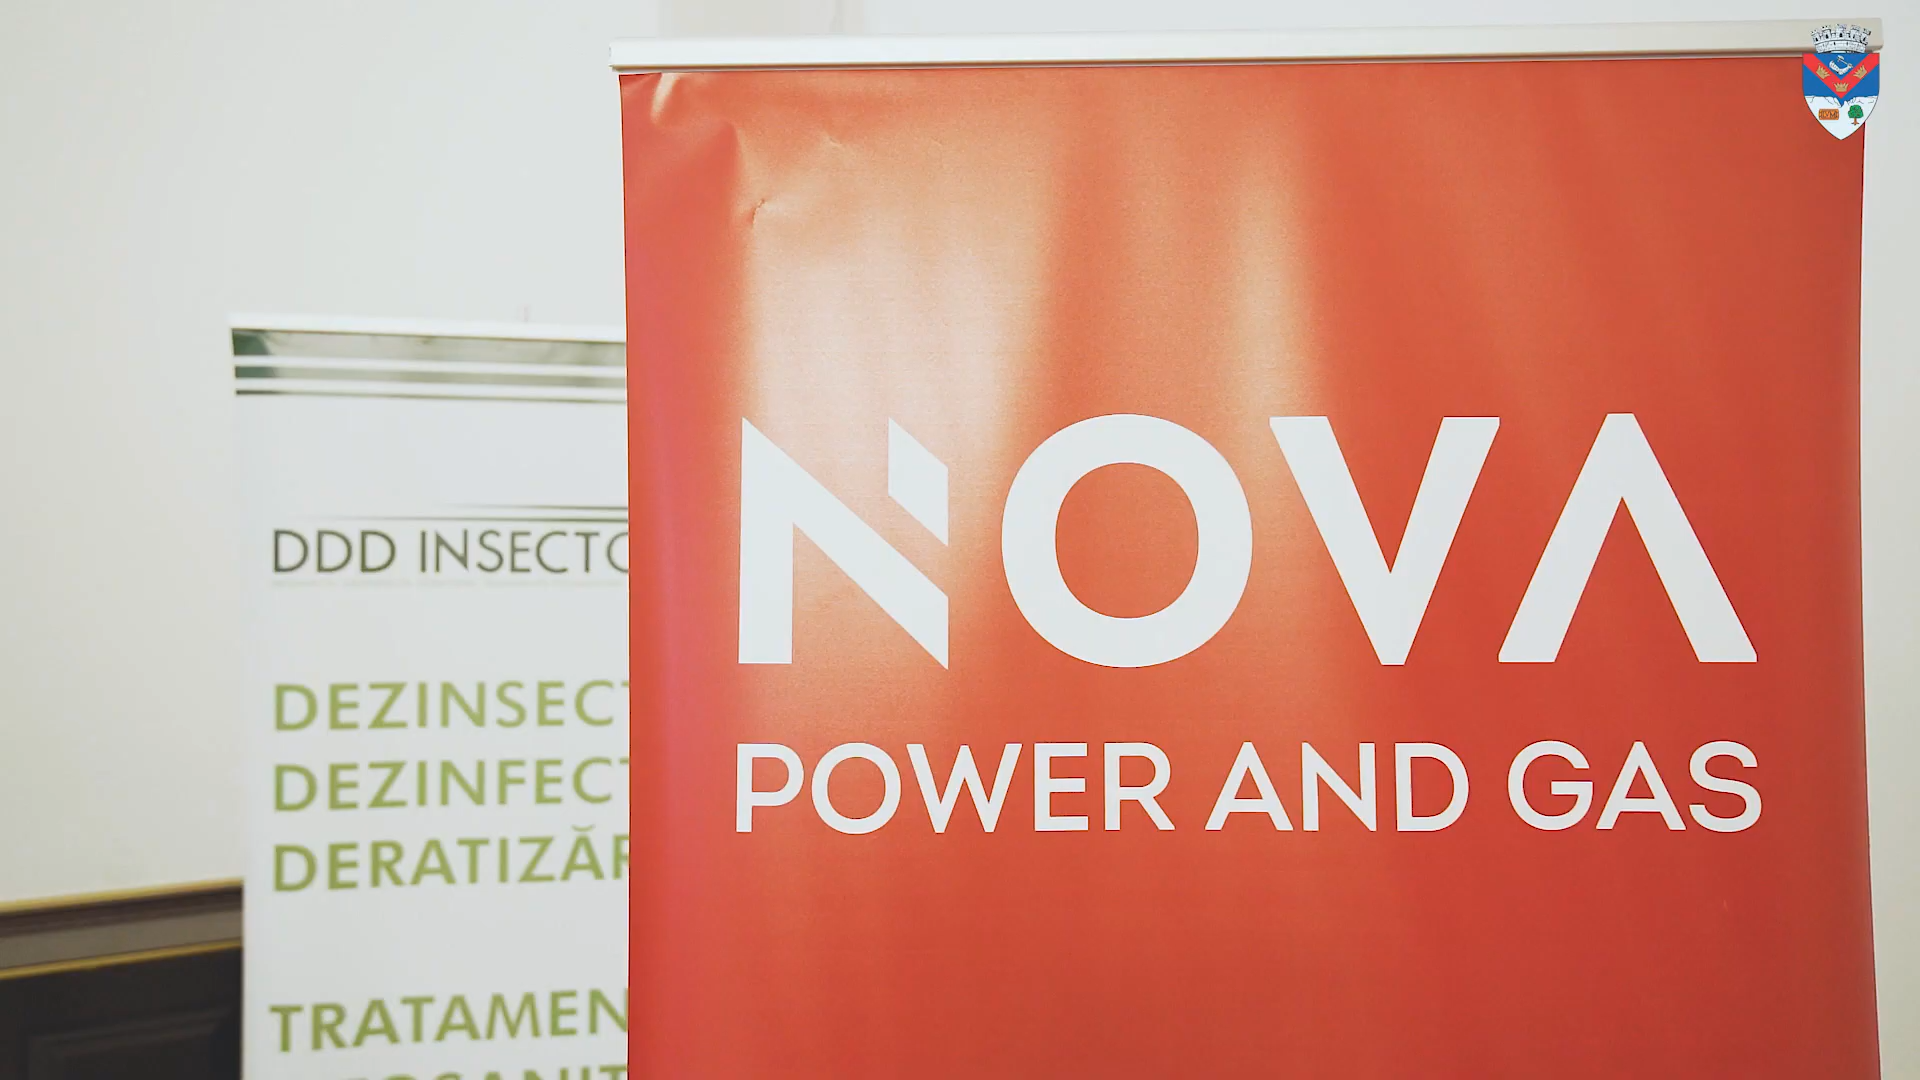 NOVA
POWER AND GAS
DDD INSECTO
DEZINSECT
DEZINFECT
DERATIZĂR
TRATAMEN